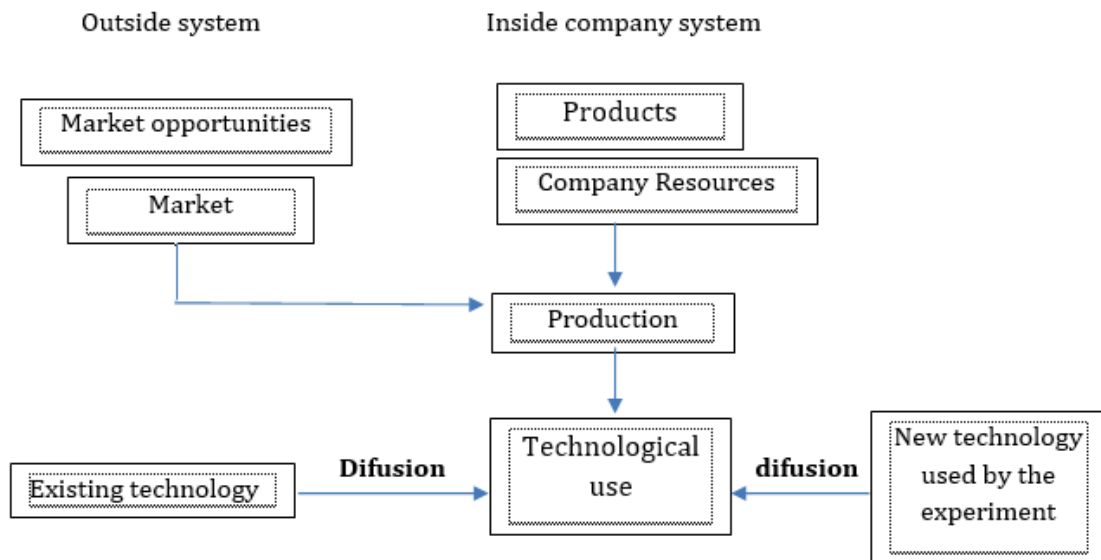 Outside system
Inside company system
Market opportunities
Products
Company Resources
Market
Production
Existing technology
Difusion
Technological
use
difusion
New technology
used by the
experiment